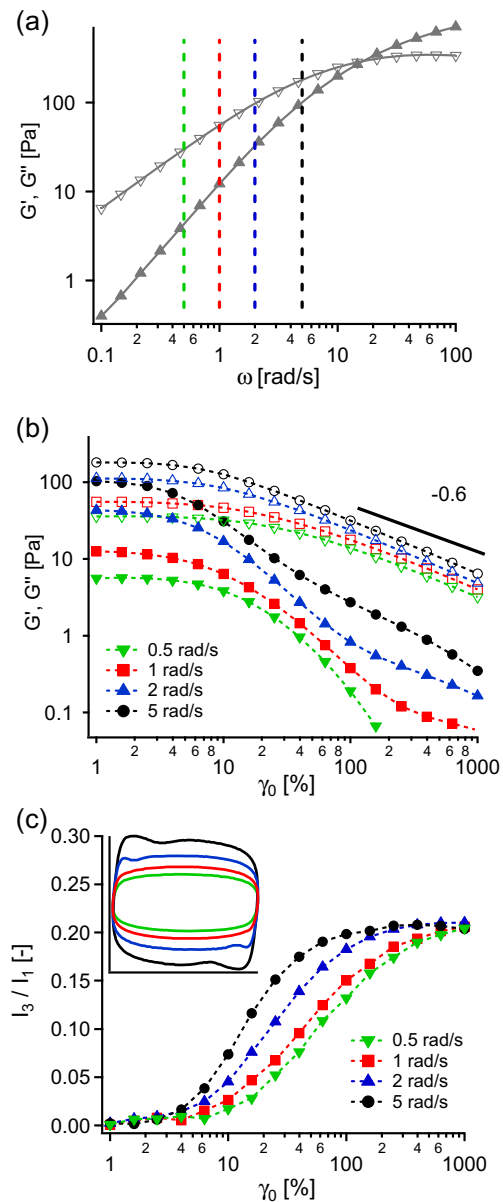 (a)
G', G'' [Pa]
100
10
1
0.1 2 4 6 1 2 4 6 10 2 4 6 100
ω [rad/s]
(b)
G', G'' [Pa]
100
10
1
0.1
-0.6
0.5 rad/s
1 rad/s
2 rad/s
5 rad/s
1 2 4 6 8 10 2 4 6 8 100 2 4 6 8 1000
γ0 [%]
(c)
I3 / I1 [-]
0.30
0.25
0.20
0.15
0.10
0.05
0.00
0.5 rad/s
1 rad/s
2 rad/s
5 rad/s
1 2 4 6 10 2 4 6 100 2 4 6 1000
γ0 [%]